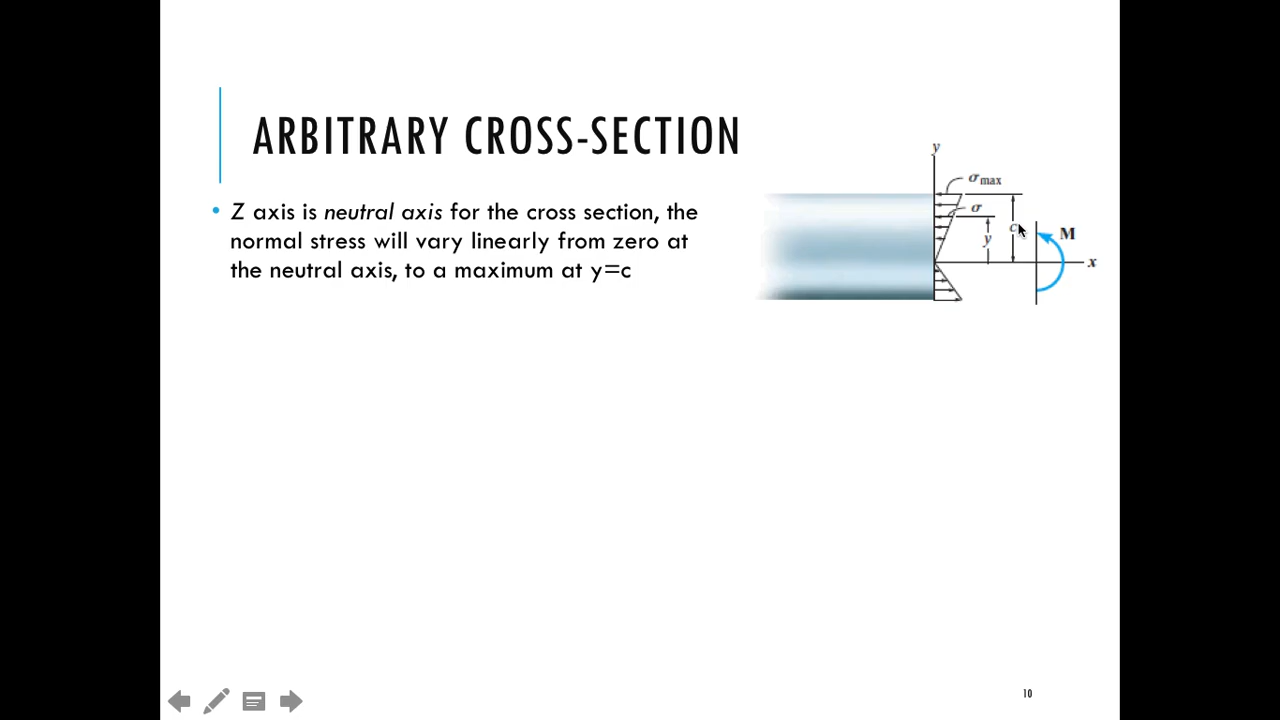 ARBITRARY CROSS-SECTION
• Z axis is neutral axis for the cross section, the
normal stress will vary linearly from zero at
the neutral axis, to a maximum at y=c
y
σmax
σ
c
y
M
x
10